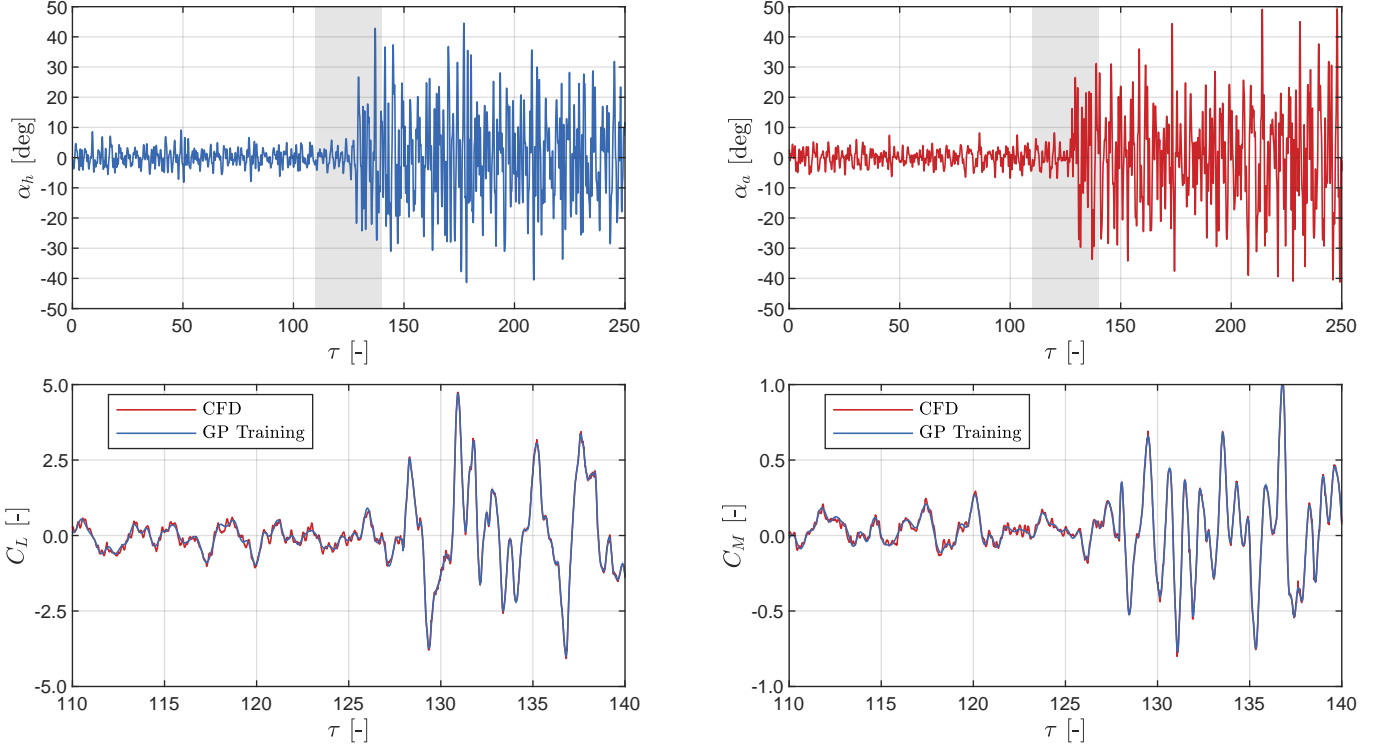 50
40
30
20
10
0
-10
-20
-30
-40
-50
α_h [deg]
0 50 100 150 200 250
τ [-]
50
40
30
20
10
0
-10
-20
-30
-40
-50
α_a [deg]
0 50 100 150 200 250
τ [-]
5.0
2.5
0.0
-2.5
-5.0
C_L [-]
CFD
GP Training
110 115 120 125 130 135 140
τ [-]
1.0
0.5
0.0
-0.5
-1.0
C_M [-]
CFD
GP Training
110 115 120 125 130 135 140
τ [-]